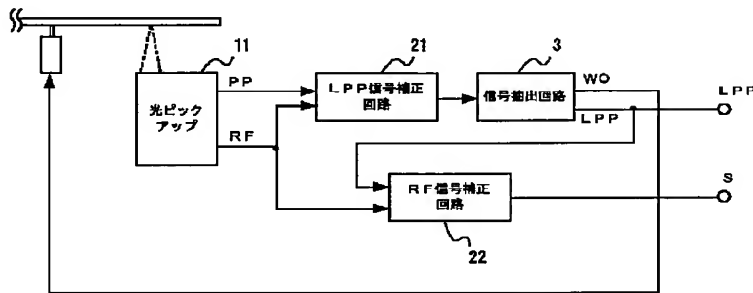 11
光ピック
アップ
PP
RF
21
LPP信号補正
回路
3
信号抽出回路
WO
LPP
LPP
RF信号補正
回路
22
S